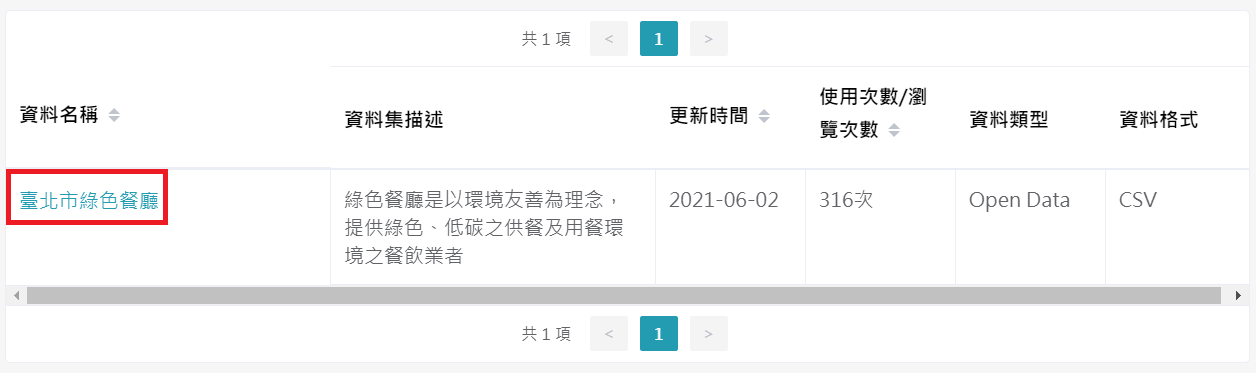 共 1 項 < 1 >
資料名稱
資料集描述
更新時間
使用次數/瀏
覽次數
資料類型
資料格式
臺北市綠色餐廳
綠色餐廳是以環境友善為理念，
提供綠色、低碳之供餐及用餐環
境之餐飲業者
2021-06-02
316次
Open Data
CSV
共 1 項 < 1 >